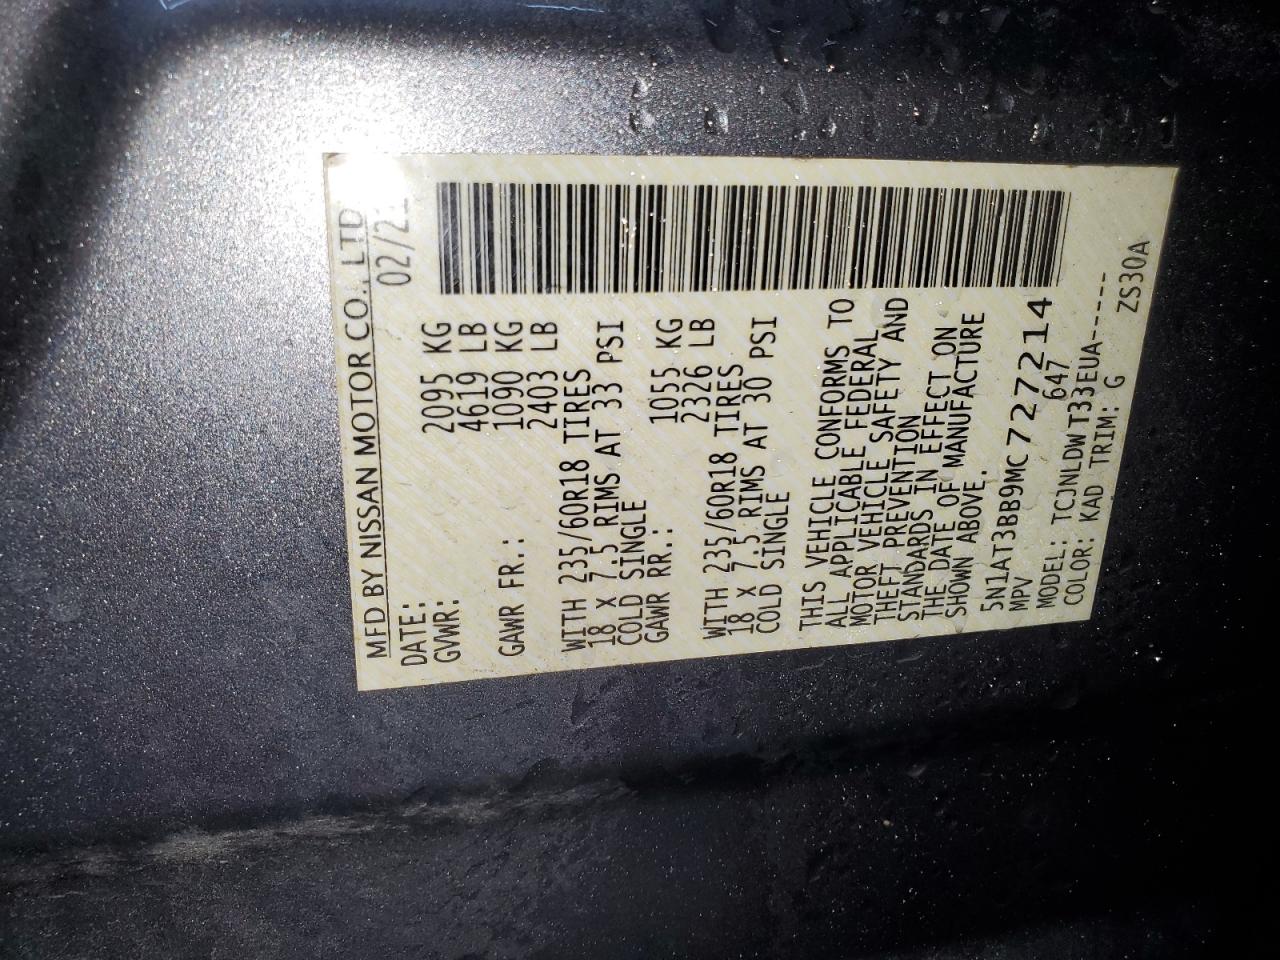 MFD BY NISSAN MOTOR CO., LTD
DATE: 02/21
GVWR: 2095 KG
4619 LB
GAWR FR.: 1090 KG
2403 LB
WITH 235/60R18 TIRES
18 X 7.5 RIMS AT 33 PSI
COLD SINGLE
GAWR RR.: 1055 KG
2326 LB
WITH 235/60R18 TIRES
18 X 7.5 RIMS AT 30 PSI
COLD SINGLE
THIS VEHICLE CONFORMS TO
ALL APPLICABLE FEDERAL
MOTOR VEHICLE SAFETY AND
THEFT PREVENTION
STANDARDS IN EFFECT ON
THE DATE OF MANUFACTURE
SHOWN ABOVE.
5N1AT3BB9MC727214
MPV 647
MODEL: TCJNLDWT33EUA-----
COLOR: KAD TRIM: G ZS30A